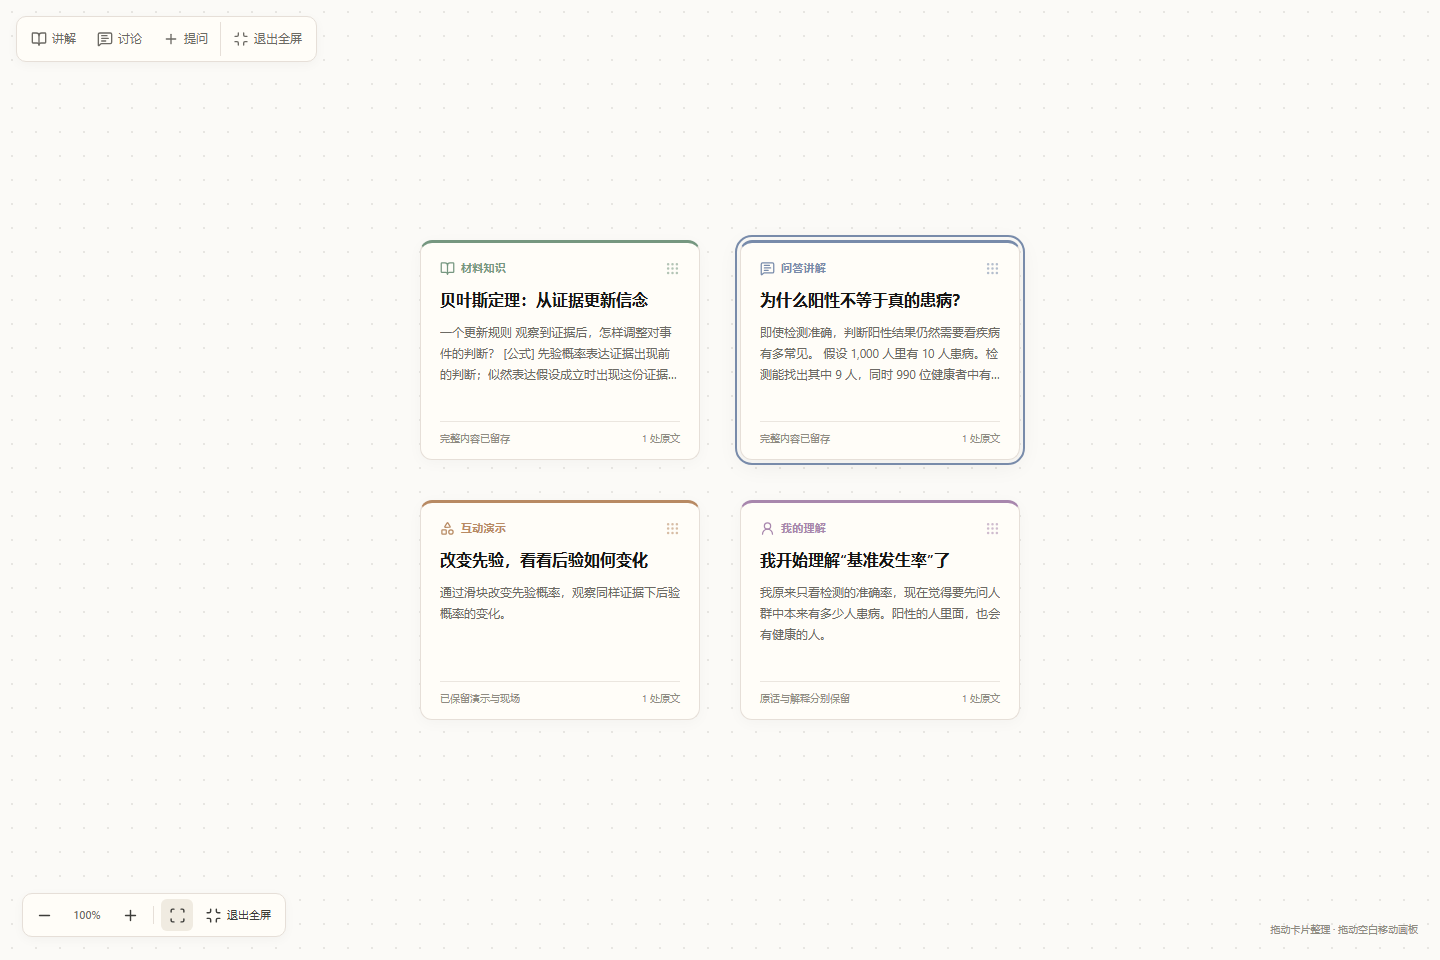 讲解 讨论 提问 退出全屏
材料知识
贝叶斯定理：从证据更新信念
一个更新规则 观察到证据后，怎样调整对事
件的判断？ [公式] 先验概率表达证据出现前
的判断；似然表达假设成立时出现这份证据...
完整内容已留存 1 处原文
问答讲解
为什么阳性不等于真的患病？
即使检测准确，判断阳性结果仍然需要看疾病
有多常见。 假设 1,000 人里有 10 人患病。检
测能找出其中 9 人，同时 990 位健康者中有...
完整内容已留存 1 处原文
互动演示
改变先验，看看后验如何变化
通过滑块改变先验概率，观察同样证据下后验
概率的变化。
已保留演示与现场 1 处原文
我的理解
我开始理解“基准发生率”了
我原来只看检测的准确率，现在觉得要先问人
群中本来有多少人患病。阳性的人里面，也会
有健康的人。
原话与解释分别保留 1 处原文
100% 退出全屏
拖动卡片整理 · 拖动空白移动画板